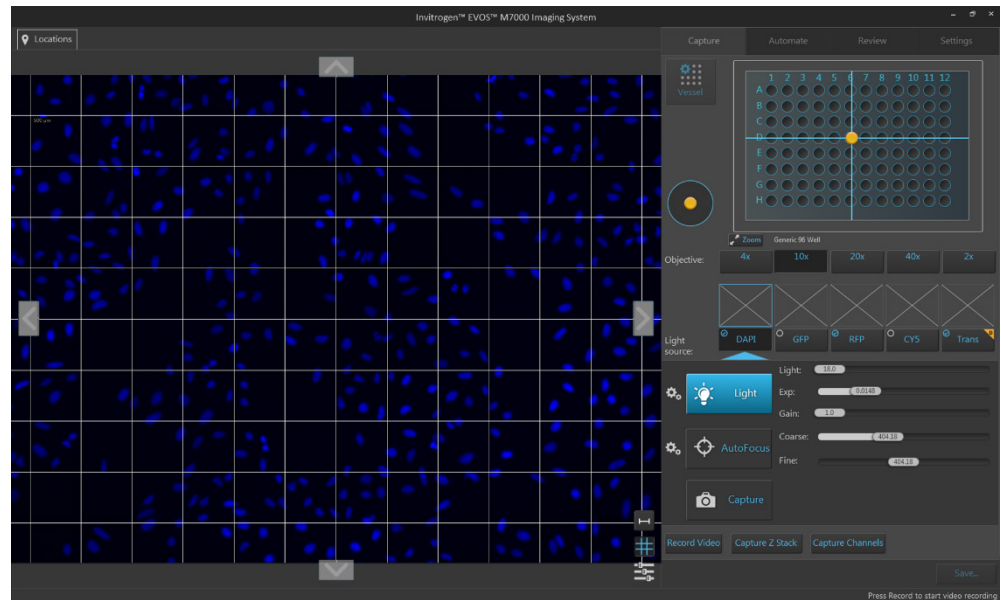 Invitrogen™ EVOS™ M7000 Imaging System
Locations
Capture Automate Review Settings
500 µm
Vessel
1 2 3 4 5 6 7 8 9 10 11 12
A
B
C
D
E
F
G
H
Zoom Generic 96 Well
Objective: 4x 10x 20x 40x 2x
Light source: DAPI GFP RFP CY5 Trans
Light Light: 18.0
Exp: 0.0148
Gain: 1.0
AutoFocus Coarse: 404.18
Fine: 404.18
Capture
Record Video Capture Z Stack Capture Channels
Save...
Press Record to start video recording